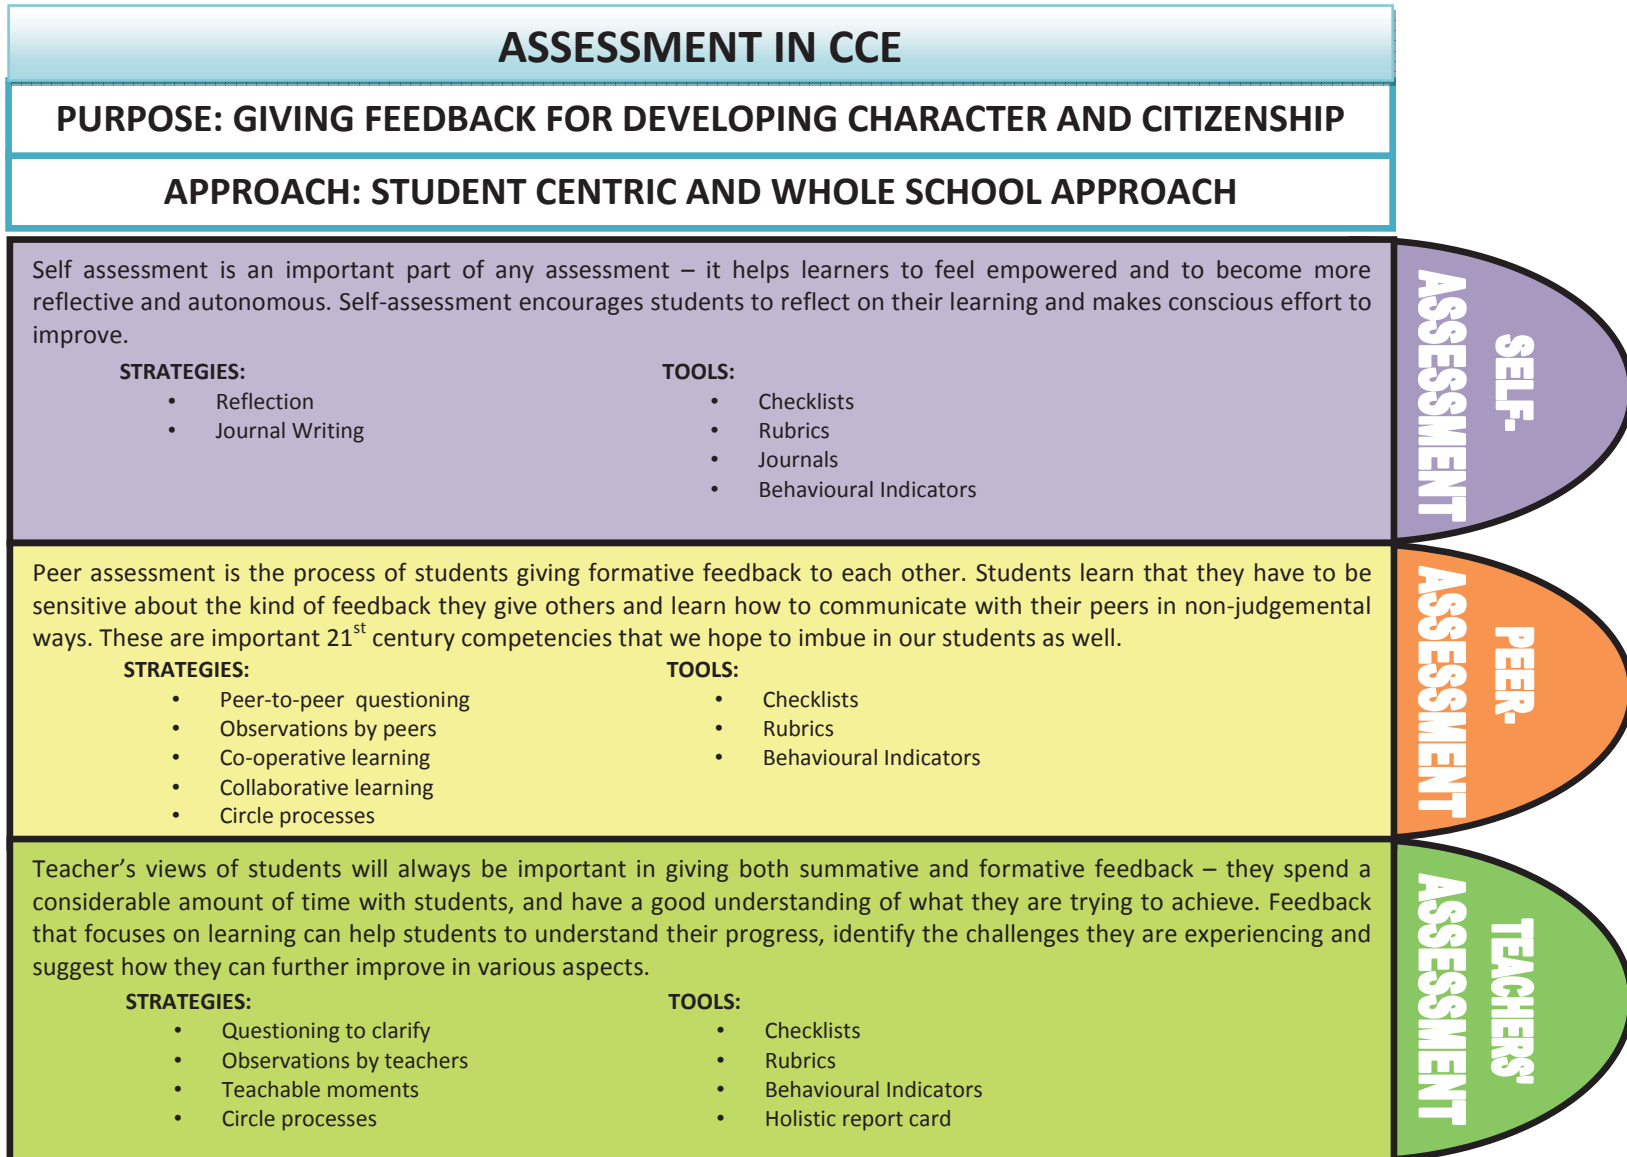 ASSESSMENT IN CCE
PURPOSE: GIVING FEEDBACK FOR DEVELOPING CHARACTER AND CITIZENSHIP
APPROACH: STUDENT CENTRIC AND WHOLE SCHOOL APPROACH
Self assessment is an important part of any assessment – it helps learners to feel empowered and to become more
reflective and autonomous. Self-assessment encourages students to reflect on their learning and makes conscious effort to
improve.
STRATEGIES:
• Reflection
• Journal Writing
TOOLS:
• Checklists
• Rubrics
• Journals
• Behavioural Indicators
SELF-
ASSESSMENT
Peer assessment is the process of students giving formative feedback to each other. Students learn that they have to be
sensitive about the kind of feedback they give others and learn how to communicate with their peers in non-judgemental
ways. These are important 21st century competencies that we hope to imbue in our students as well.
STRATEGIES:
• Peer-to-peer questioning
• Observations by peers
• Co-operative learning
• Collaborative learning
• Circle processes
TOOLS:
• Checklists
• Rubrics
• Behavioural Indicators
PEER-
ASSESSMENT
Teacher’s views of students will always be important in giving both summative and formative feedback – they spend a
considerable amount of time with students, and have a good understanding of what they are trying to achieve. Feedback
that focuses on learning can help students to understand their progress, identify the challenges they are experiencing and
suggest how they can further improve in various aspects.
STRATEGIES:
• Questioning to clarify
• Observations by teachers
• Teachable moments
• Circle processes
TOOLS:
• Checklists
• Rubrics
• Behavioural Indicators
• Holistic report card
TEACHERS'
ASSESSMENT